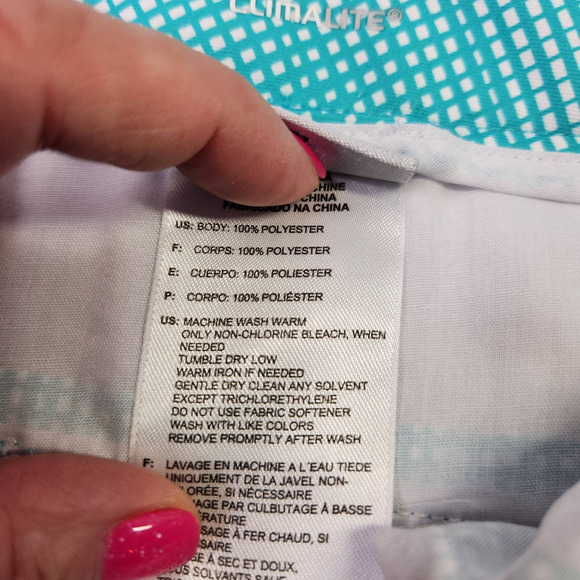 CLIMALITE®
CHINA
FABRICADO NA CHINA
US: BODY: 100% POLYESTER
F: CORPS: 100% POLYESTER
E: CUERPO: 100% POLIESTER
P: CORPO: 100% POLIÉSTER
US: MACHINE WASH WARM
ONLY NON-CHLORINE BLEACH, WHEN
NEEDED
TUMBLE DRY LOW
WARM IRON IF NEEDED
GENTLE DRY CLEAN ANY SOLVENT
EXCEPT TRICHLORETHYLENE
DO NOT USE FABRIC SOFTENER
WASH WITH LIKE COLORS
REMOVE PROMPTLY AFTER WASH
F: LAVAGE EN MACHINE A L'EAU TIEDE
UNIQUEMENT DE LA JAVEL NON-
SI NÉCESSAIRE
PAR CULBUTAGE À BASSE
FER CHAUD, SI
À SEC ET DOUX,
SOLVANTS SAUF